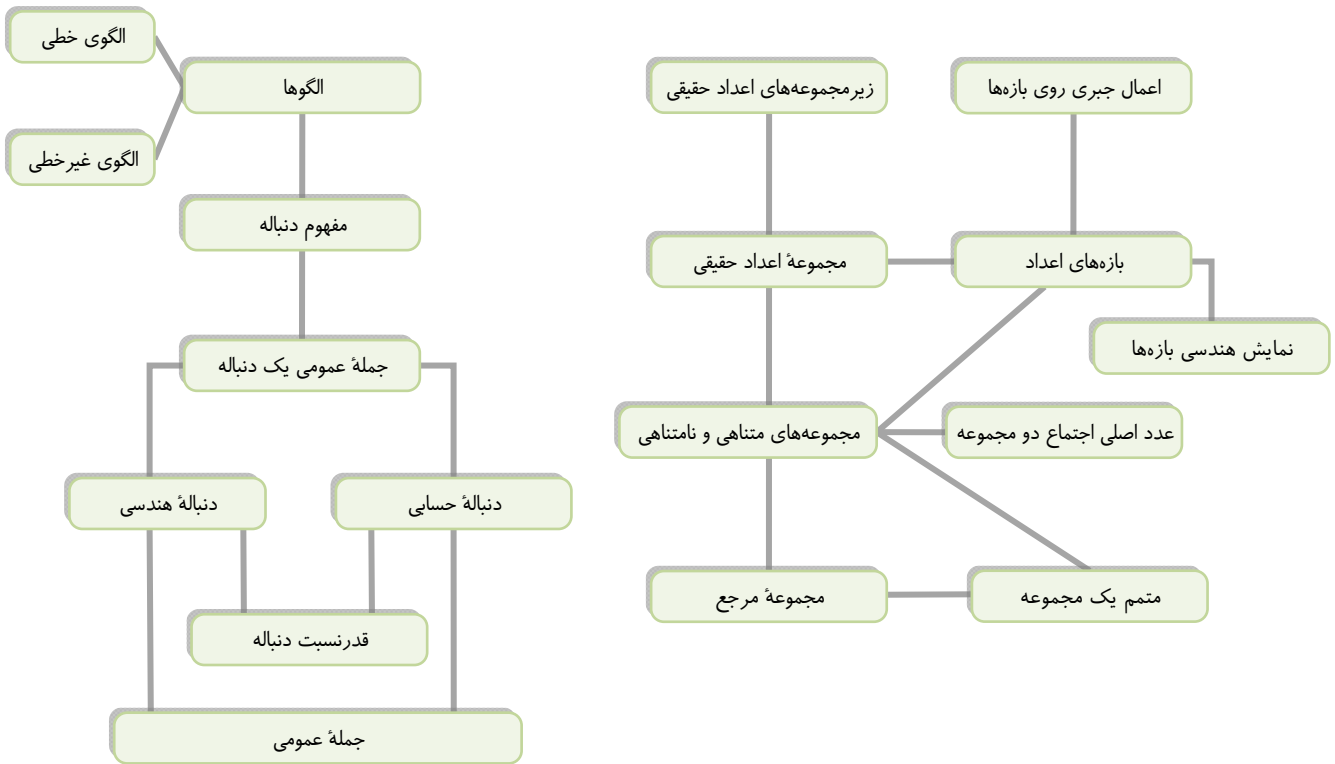 زیرمجموعه‌های اعداد حقیقی
اعمال جبری روی بازه‌ها
مجموعهٔ اعداد حقیقی
بازه‌های اعداد
نمایش هندسی بازه‌ها
مجموعه‌های متناهی و نامتناهی
عدد اصلی اجتماع دو مجموعه
مجموعهٔ مرجع
متمم یک مجموعه
الگوی خطی
الگوها
الگوی غیرخطی
مفهوم دنباله
جملهٔ عمومی یک دنباله
دنبالهٔ حسابی
دنبالهٔ هندسی
قدرنسبت دنباله
جملهٔ عمومی